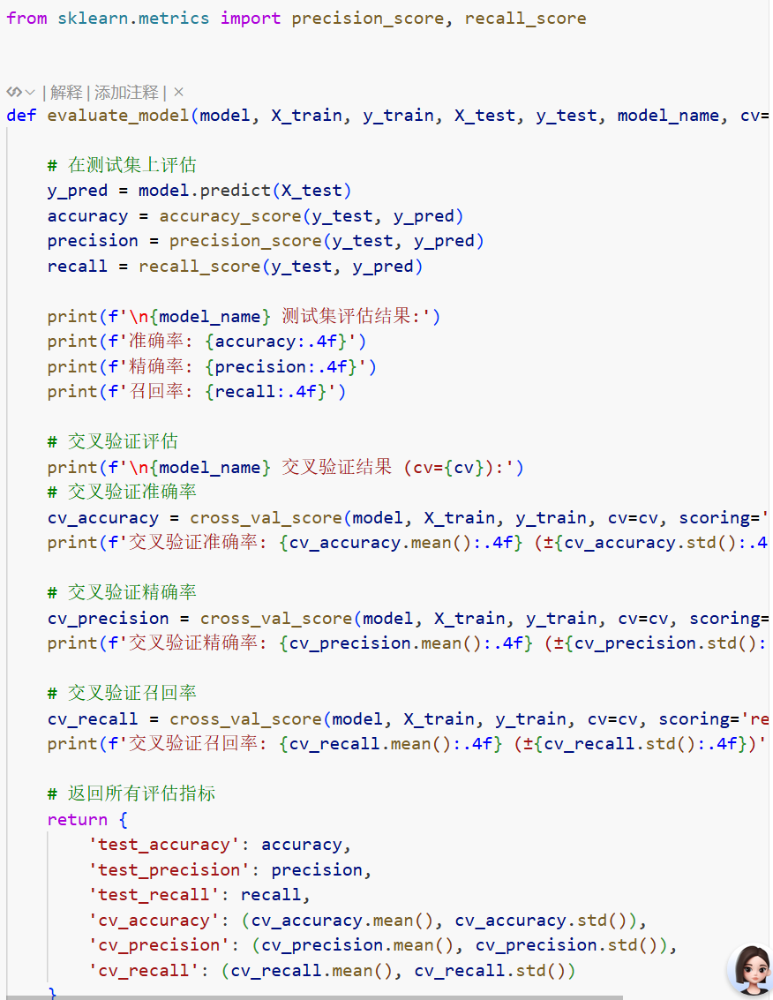 from sklearn.metrics import precision_score, recall_score
| 解释 | 添加注释 | ×
def evaluate_model(model, X_train, y_train, X_test, y_test, model_name, cv=
# 在测试集上评估
y_pred = model.predict(X_test)
accuracy = accuracy_score(y_test, y_pred)
precision = precision_score(y_test, y_pred)
recall = recall_score(y_test, y_pred)
print(f'\n{model_name} 测试集评估结果:')
print(f'准确率: {accuracy:.4f}')
print(f'精确率: {precision:.4f}')
print(f'召回率: {recall:.4f}')
# 交叉验证评估
print(f'\n{model_name} 交叉验证结果 (cv={cv}):')
# 交叉验证准确率
cv_accuracy = cross_val_score(model, X_train, y_train, cv=cv, scoring='
print(f'交叉验证准确率: {cv_accuracy.mean():.4f} (±{cv_accuracy.std():.4
# 交叉验证精确率
cv_precision = cross_val_score(model, X_train, y_train, cv=cv, scoring=
print(f'交叉验证精确率: {cv_precision.mean():.4f} (±{cv_precision.std():
# 交叉验证召回率
cv_recall = cross_val_score(model, X_train, y_train, cv=cv, scoring='re
print(f'交叉验证召回率: {cv_recall.mean():.4f} (±{cv_recall.std():.4f})'
# 返回所有评估指标
return {
'test_accuracy': accuracy,
'test_precision': precision,
'test_recall': recall,
'cv_accuracy': (cv_accuracy.mean(), cv_accuracy.std()),
'cv_precision': (cv_precision.mean(), cv_precision.std()),
'cv_recall': (cv_recall.mean(), cv_recall.std())
}